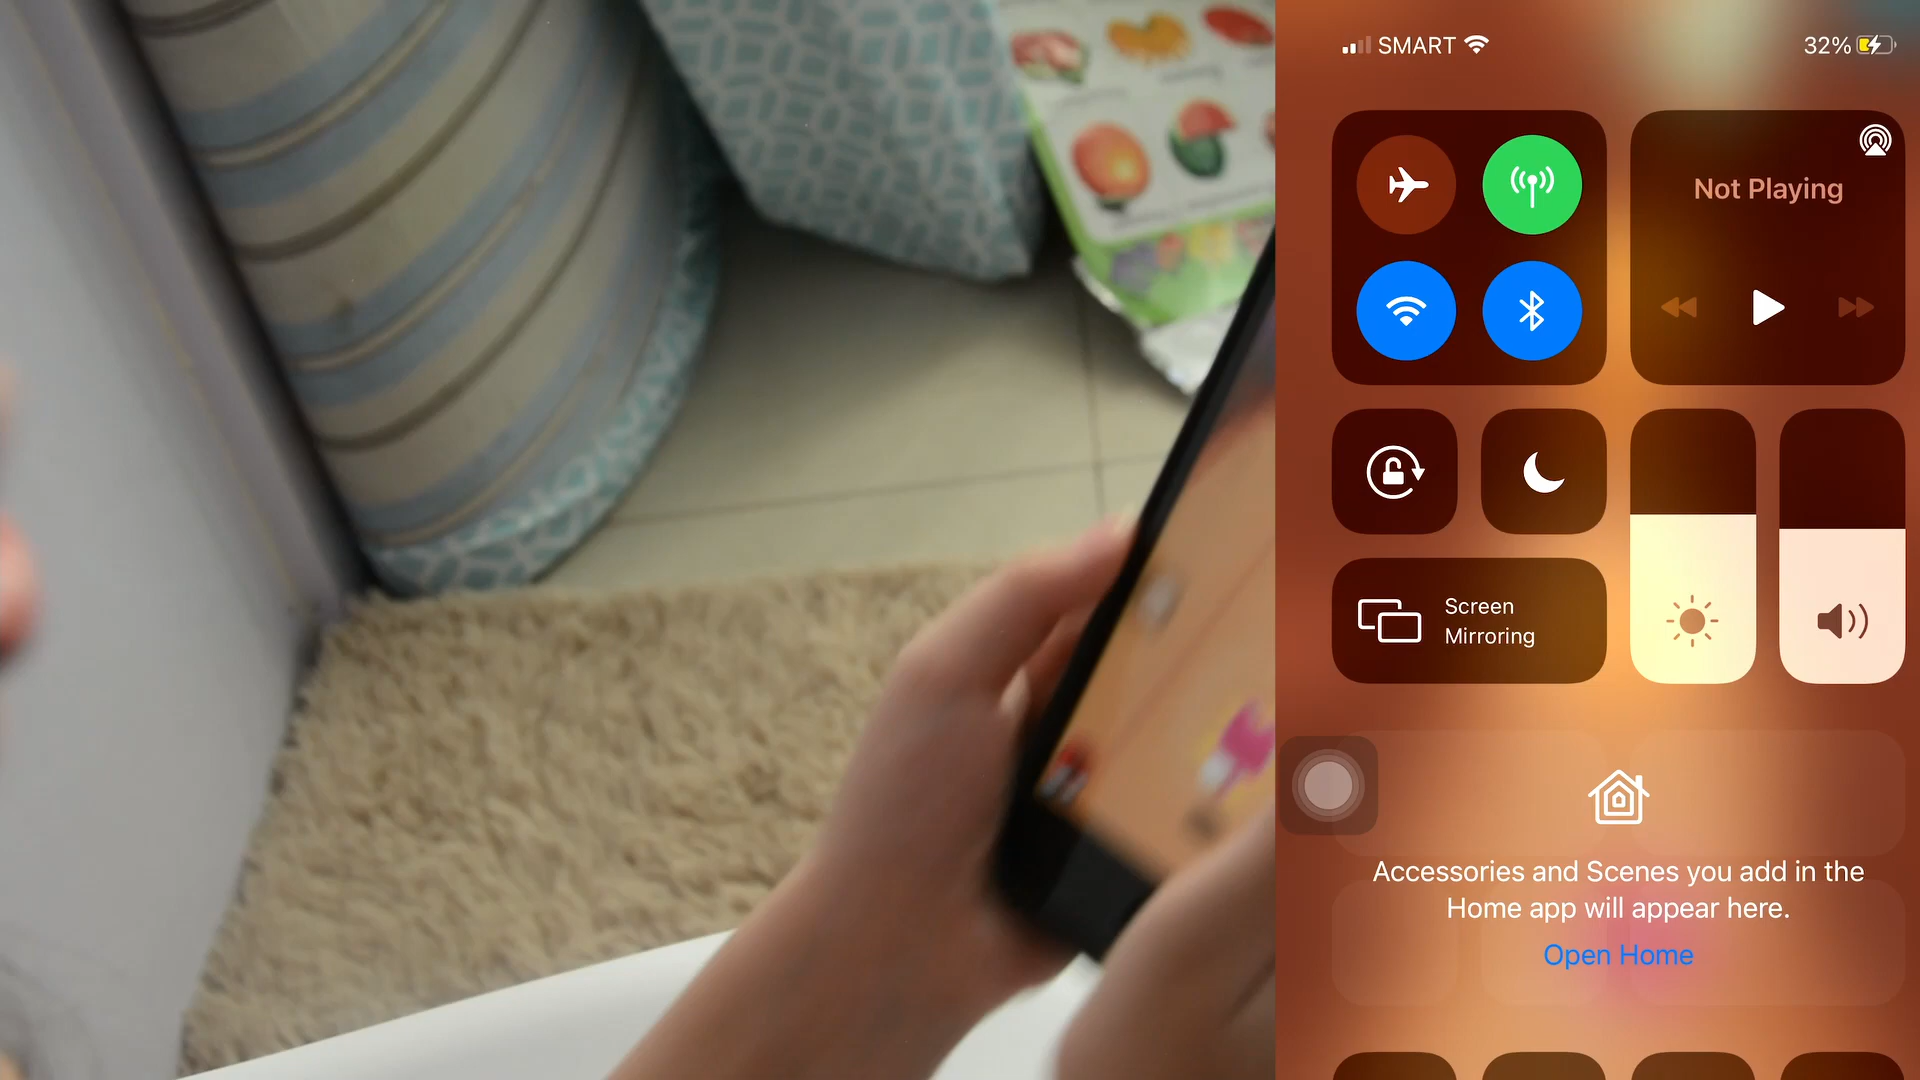 SMART
32%
Not Playing
Screen
Mirroring
Accessories and Scenes you add in the
Home app will appear here.
Open Home